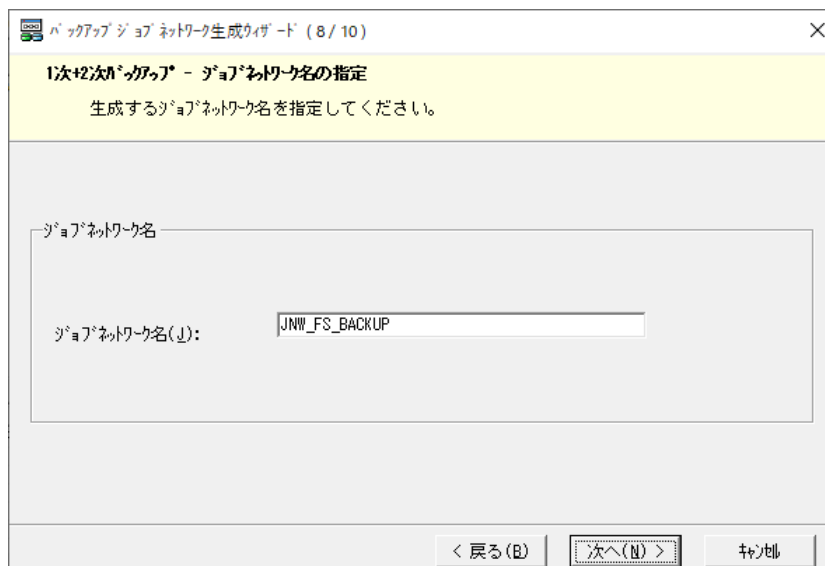 ﾊﾞｯｸｱｯﾌﾟｼﾞｮﾌﾞﾈｯﾄﾜｰｸ生成ｳｨｻﾞｰﾄﾞ (8/10)
1次+2次ﾊﾞｯｸｱｯﾌﾟ - ｼﾞｮﾌﾞﾈｯﾄﾜｰｸ名の指定
生成するｼﾞｮﾌﾞﾈｯﾄﾜｰｸ名を指定してください。
ｼﾞｮﾌﾞﾈｯﾄﾜｰｸ名
ｼﾞｮﾌﾞﾈｯﾄﾜｰｸ名(J):
JNW_FS_BACKUP
< 戻る(B)
次へ(N) >
ｷｬﾝｾﾙ